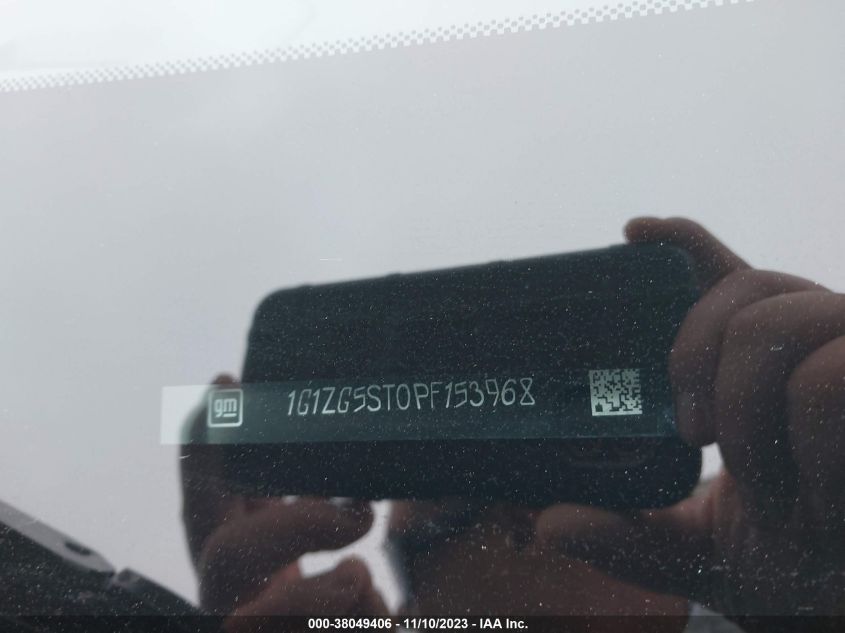 gm 1G1ZG5ST0PF153968
000-38049406 - 11/10/2023 - IAA Inc.